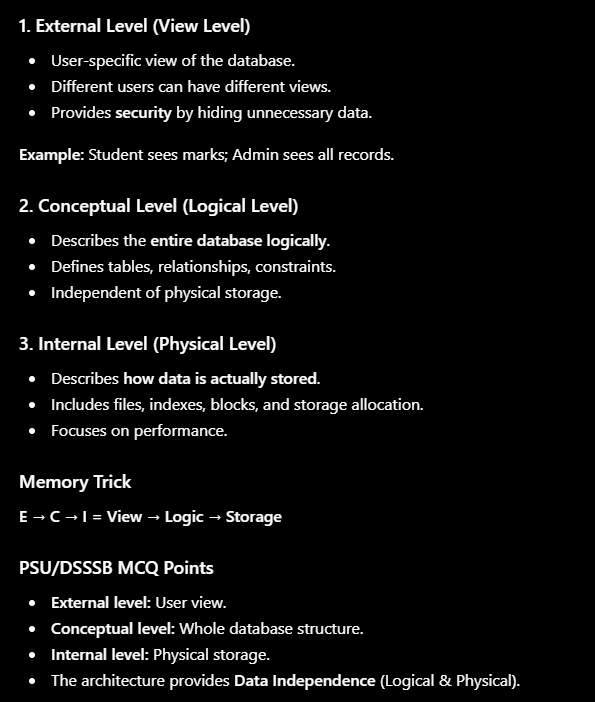 1. External Level (View Level)
• User-specific view of the database.
• Different users can have different views.
• Provides security by hiding unnecessary data.
Example: Student sees marks; Admin sees all records.
2. Conceptual Level (Logical Level)
• Describes the entire database logically.
• Defines tables, relationships, constraints.
• Independent of physical storage.
3. Internal Level (Physical Level)
• Describes how data is actually stored.
• Includes files, indexes, blocks, and storage allocation.
• Focuses on performance.
Memory Trick
E → C → I = View → Logic → Storage
PSU/DSSSB MCQ Points
• External level: User view.
• Conceptual level: Whole database structure.
• Internal level: Physical storage.
• The architecture provides Data Independence (Logical & Physical).